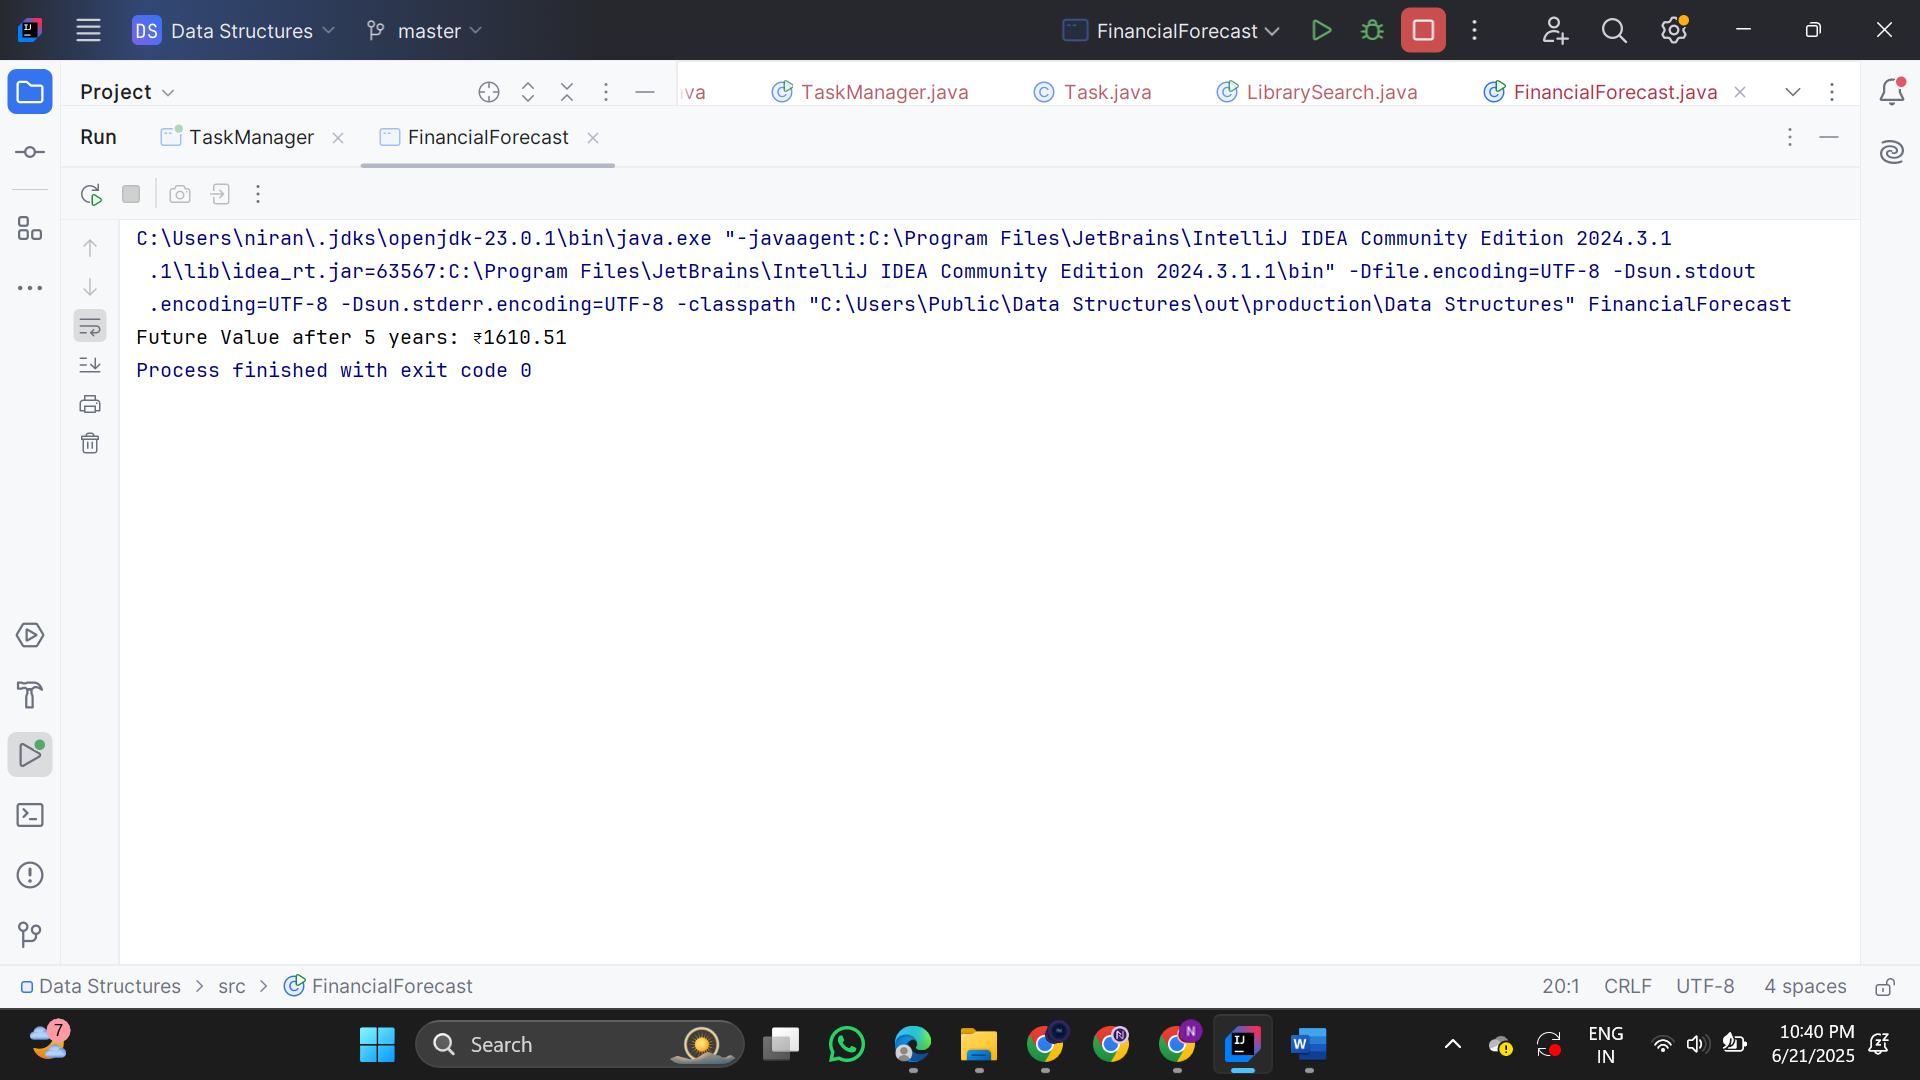 DS Data Structures master FinancialForecast
Project va TaskManager.java Task.java LibrarySearch.java FinancialForecast.java
Run TaskManager FinancialForecast
C:\Users\niran\.jdks\openjdk-23.0.1\bin\java.exe "-javaagent:C:\Program Files\JetBrains\IntelliJ IDEA Community Edition 2024.3.1
.1\lib\idea_rt.jar=63567:C:\Program Files\JetBrains\IntelliJ IDEA Community Edition 2024.3.1.1\bin" -Dfile.encoding=UTF-8 -Dsun.stdout
.encoding=UTF-8 -Dsun.stderr.encoding=UTF-8 -classpath "C:\Users\Public\Data Structures\out\production\Data Structures" FinancialForecast
Future Value after 5 years: ₹1610.51
Process finished with exit code 0
Data Structures > src > FinancialForecast 20:1 CRLF UTF-8 4 spaces
7 Search ENG 10:40 PM
IN 6/21/2025